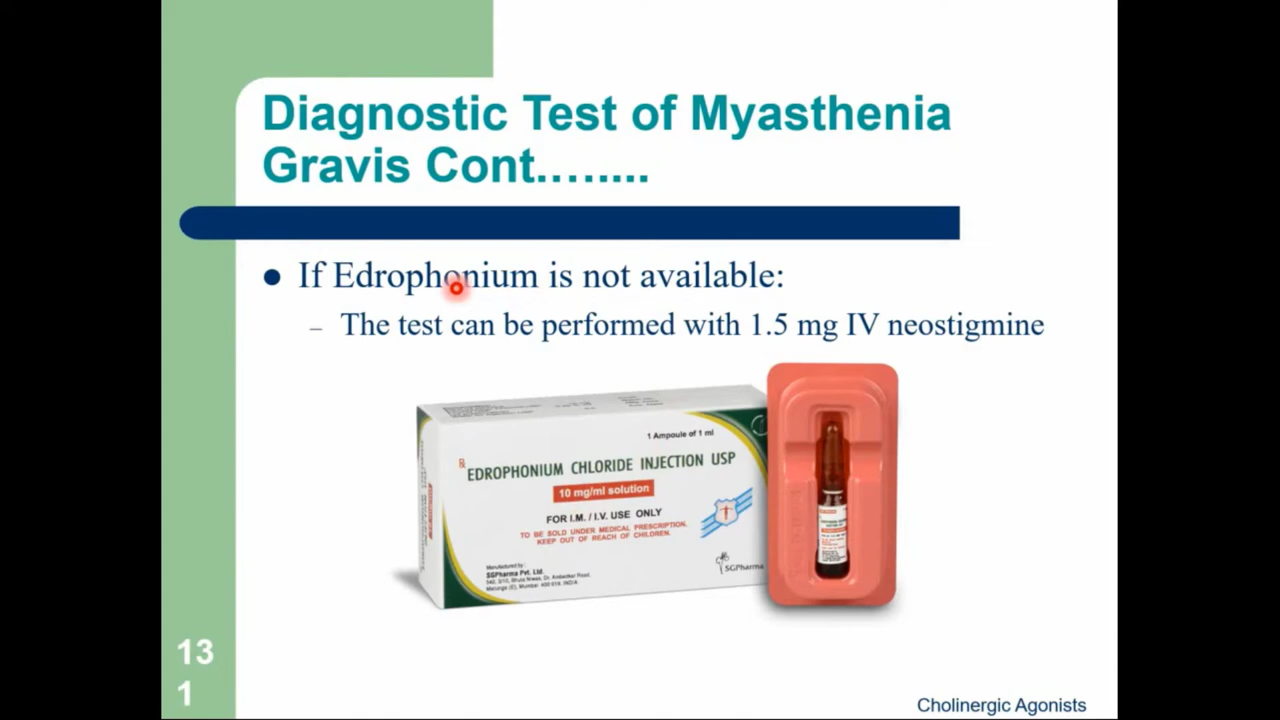 Diagnostic Test of Myasthenia
Gravis Cont.…....
If Edrophonium is not available:
– The test can be performed with 1.5 mg IV neostigmine
1 Ampoule of 1 ml
℞ EDROPHONIUM CHLORIDE INJECTION USP
10 mg/ml solution
FOR I.M. / I.V. USE ONLY
TO BE SOLD UNDER MEDICAL PRESCRIPTION.
KEEP OUT OF REACH OF CHILDREN.
Manufactured by :
SGPharma Pvt. Ltd.
SGPharma
13
1
Cholinergic Agonists